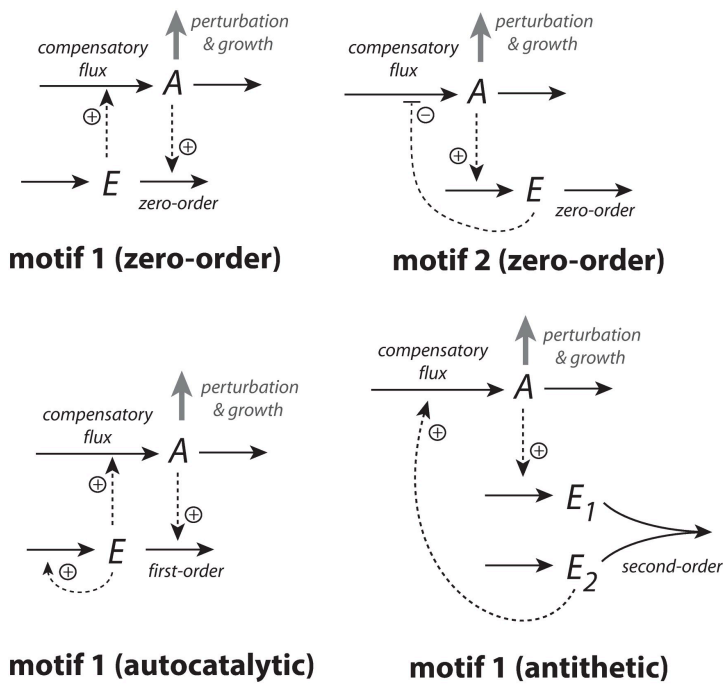 perturbation
& growth
compensatory
flux
A
⊕
⊕
E
zero-order
motif 1 (zero-order)
perturbation
& growth
compensatory
flux
A
⊖
⊕
E
zero-order
motif 2 (zero-order)
perturbation
& growth
compensatory
flux
A
⊕
⊕
E
⊕
first-order
motif 1 (autocatalytic)
perturbation
& growth
compensatory
flux
A
⊕
⊕
E1
E2
second-order
motif 1 (antithetic)